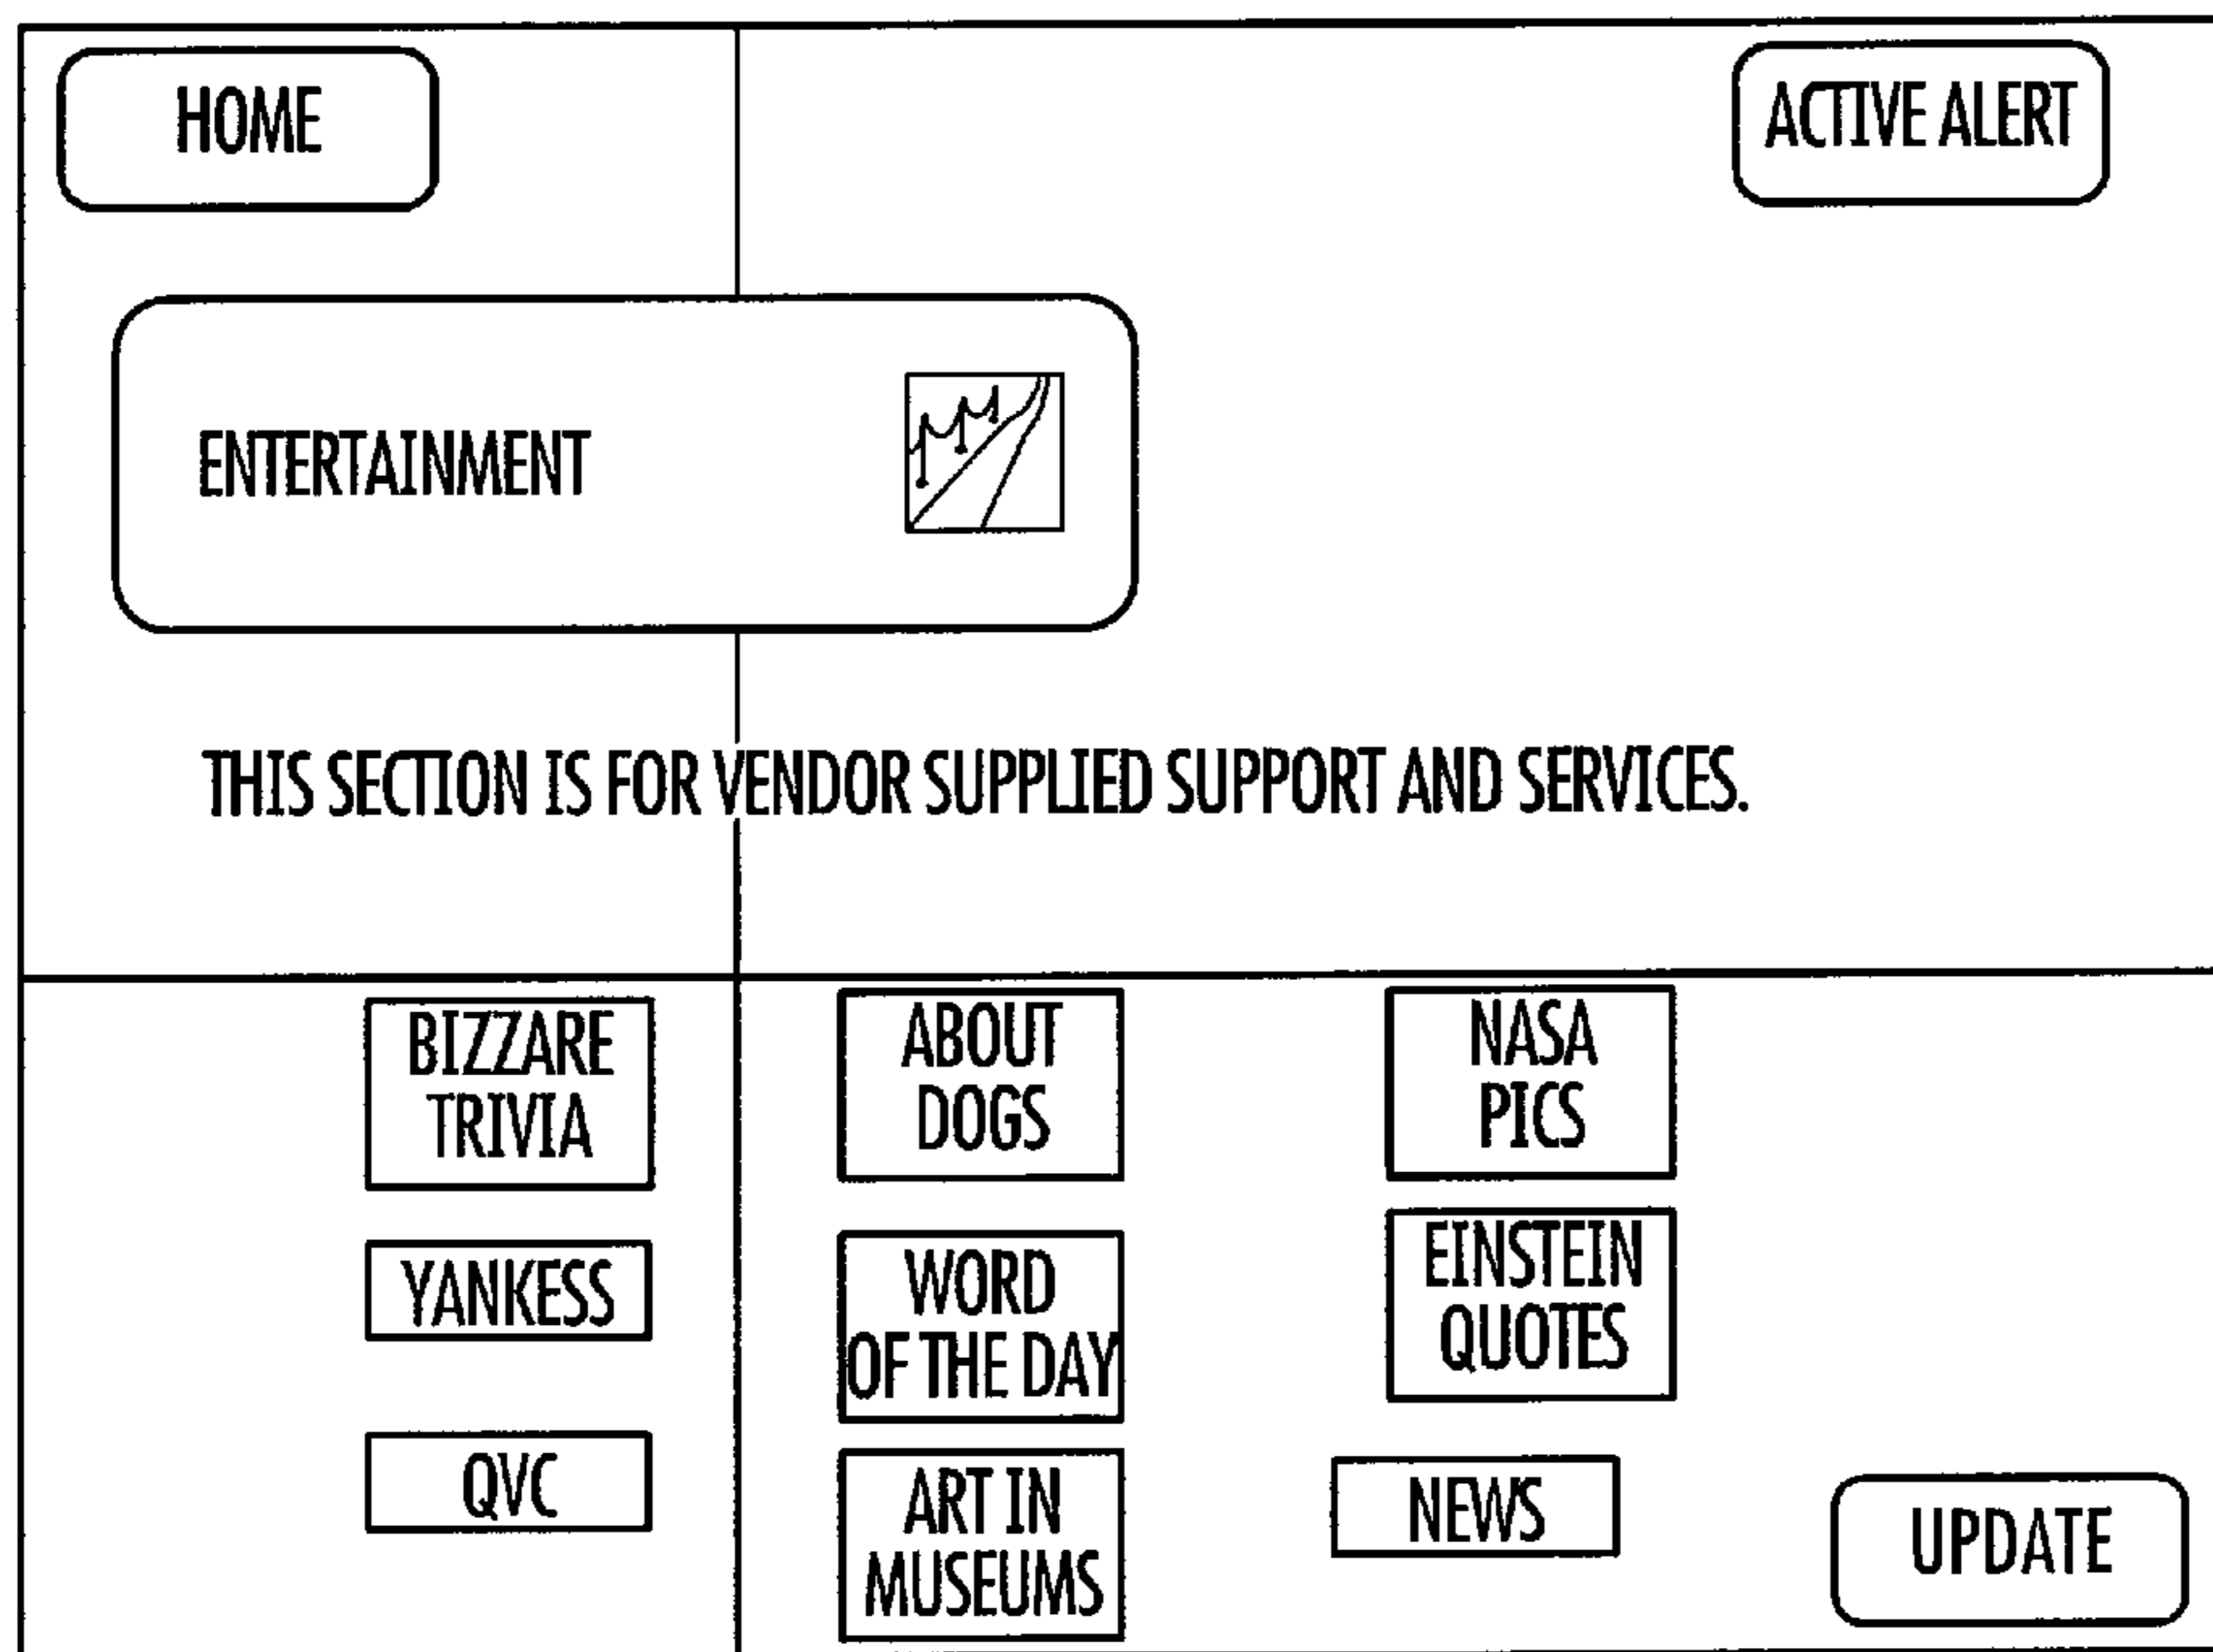 HOME
ACTIVE ALERT
ENTERTAINMENT
THIS SECTION IS FOR VENDOR SUPPLIED SUPPORT AND SERVICES.
BIZZARE
TRIVIA
ABOUT
DOGS
NASA
PICS
YANKESS
WORD
OF THE DAY
EINSTEIN
QUOTES
QVC
ART IN
MUSEUMS
NEWS
UPDATE